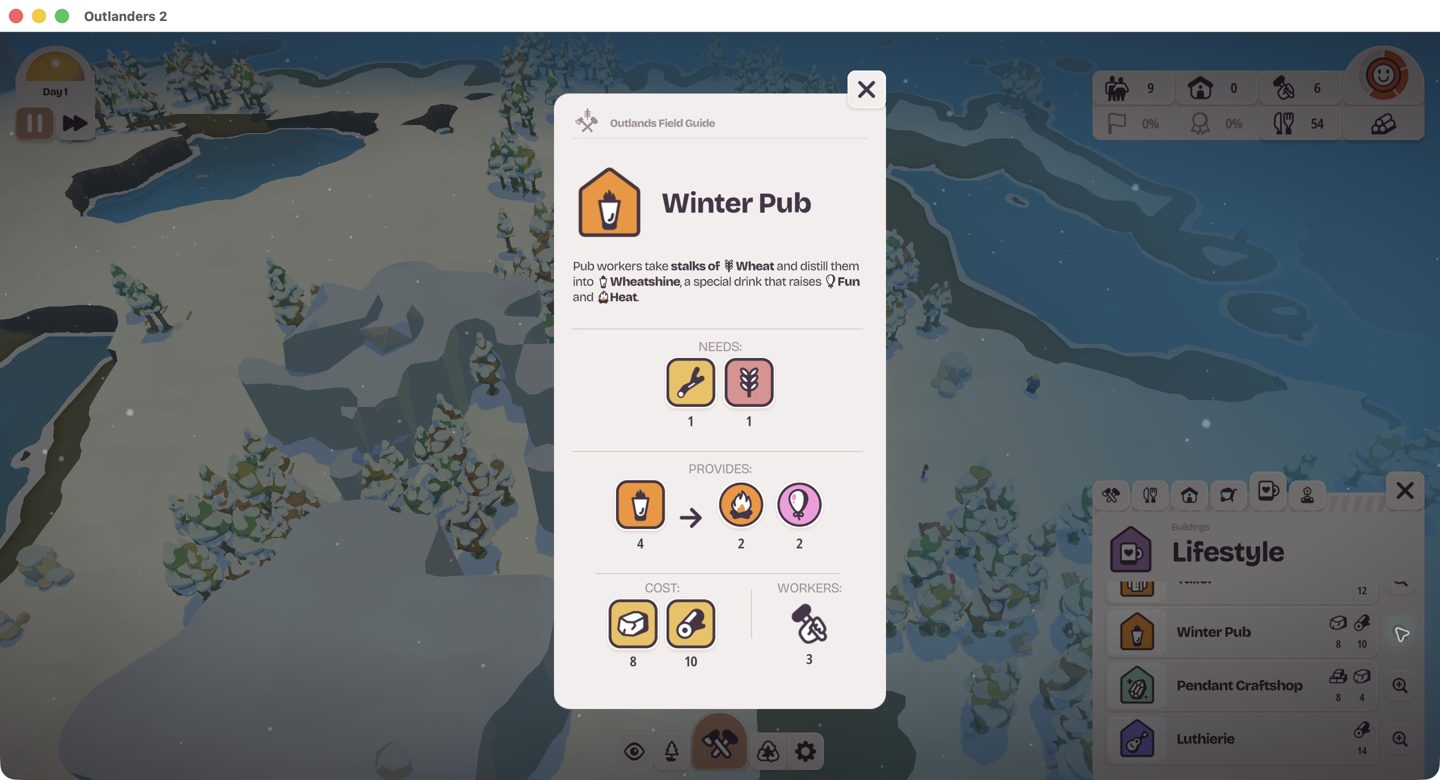 Outlanders 2
Day 1
9
0
6
0%
0%
54
Outlands Field Guide
Winter Pub
Pub workers take stalks of Wheat and distill them
into Wheatshine, a special drink that raises Fun
and Heat.
NEEDS:
1
1
PROVIDES:
4
2
2
COST:
WORKERS:
8
10
3
Buildings
Lifestyle
12
Winter Pub
8
10
Pendant Craftshop
8
4
Luthierie
14